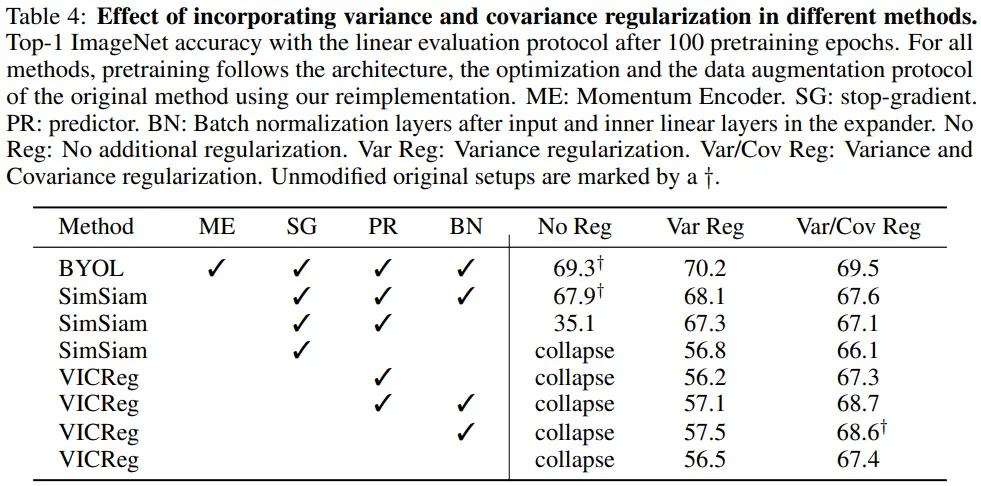 Table 4: Effect of incorporating variance and covariance regularization in different methods.
Top-1 ImageNet accuracy with the linear evaluation protocol after 100 pretraining epochs. For all
methods, pretraining follows the architecture, the optimization and the data augmentation protocol
of the original method using our reimplementation. ME: Momentum Encoder. SG: stop-gradient.
PR: predictor. BN: Batch normalization layers after input and inner linear layers in the expander. No
Reg: No additional regularization. Var Reg: Variance regularization. Var/Cov Reg: Variance and
Covariance regularization. Unmodified original setups are marked by a †.
Method ME SG PR BN No Reg Var Reg Var/Cov Reg
BYOL ✓ ✓ ✓ ✓ 69.3† 70.2 69.5
SimSiam ✓ ✓ ✓ 67.9† 68.1 67.6
SimSiam ✓ ✓ 35.1 67.3 67.1
SimSiam ✓ collapse 56.8 66.1
VICReg ✓ collapse 56.2 67.3
VICReg ✓ ✓ collapse 57.1 68.7
VICReg ✓ collapse 57.5 68.6†
VICReg collapse 56.5 67.4